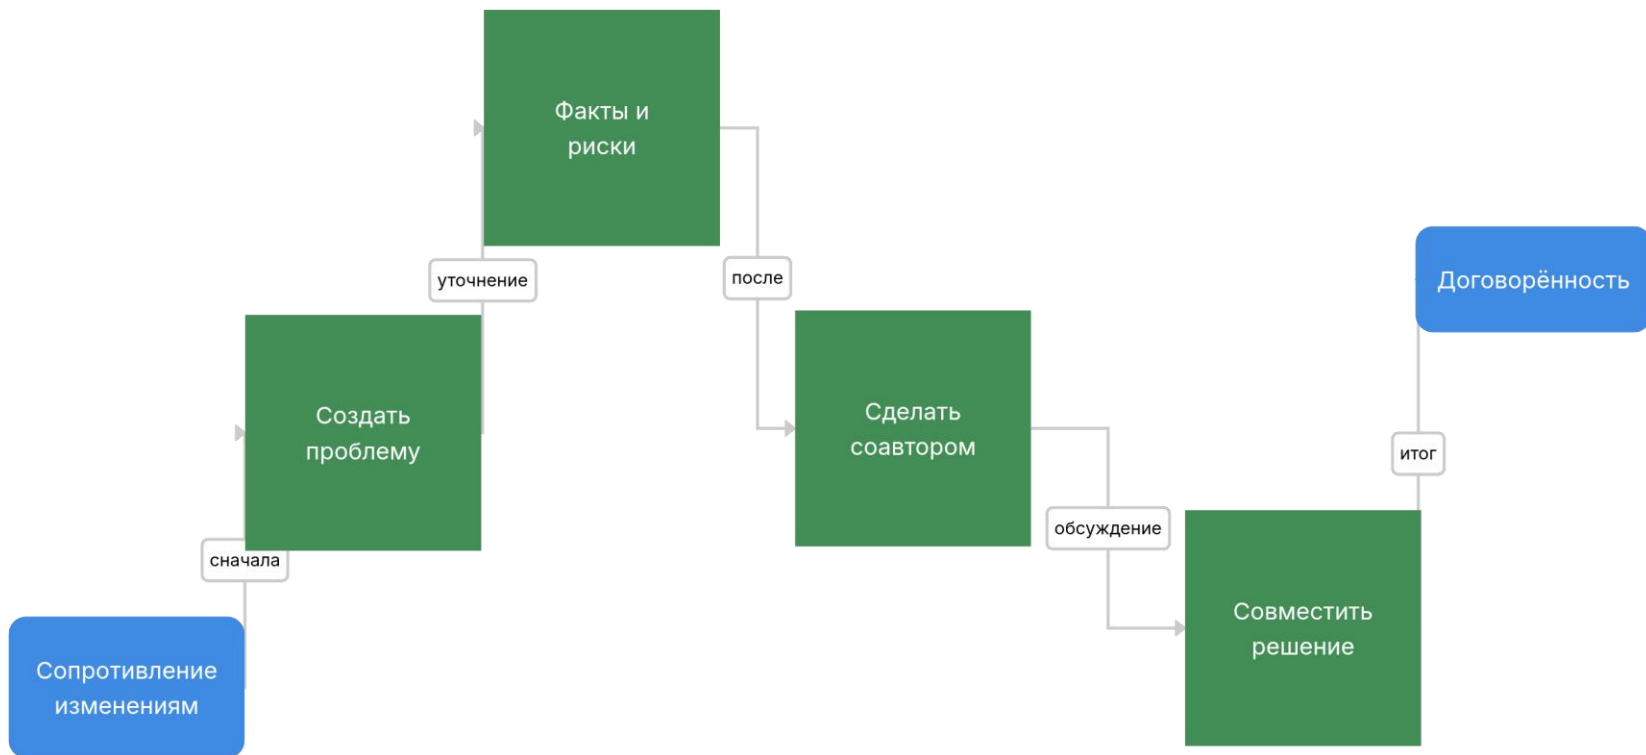 Сопротивление
изменениям
сначала
Создать
проблему
уточнение
Факты и
риски
после
Сделать
соавтором
обсуждение
Совместить
решение
итог
Договорённость